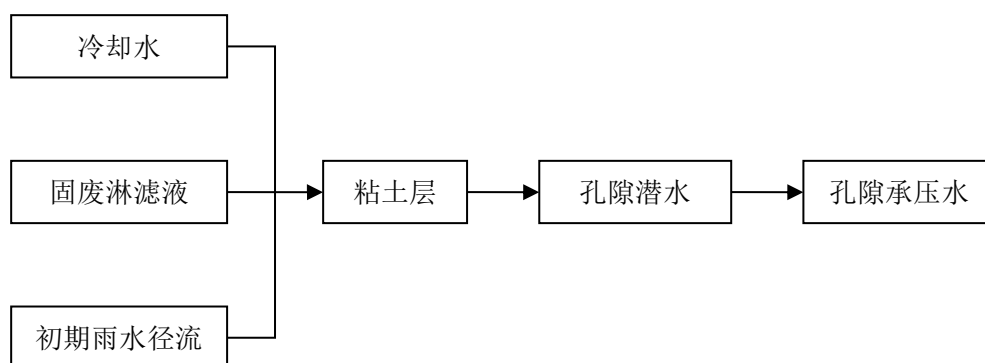 冷却水
固废淋滤液
粘土层
孔隙潜水
孔隙承压水
初期雨水径流